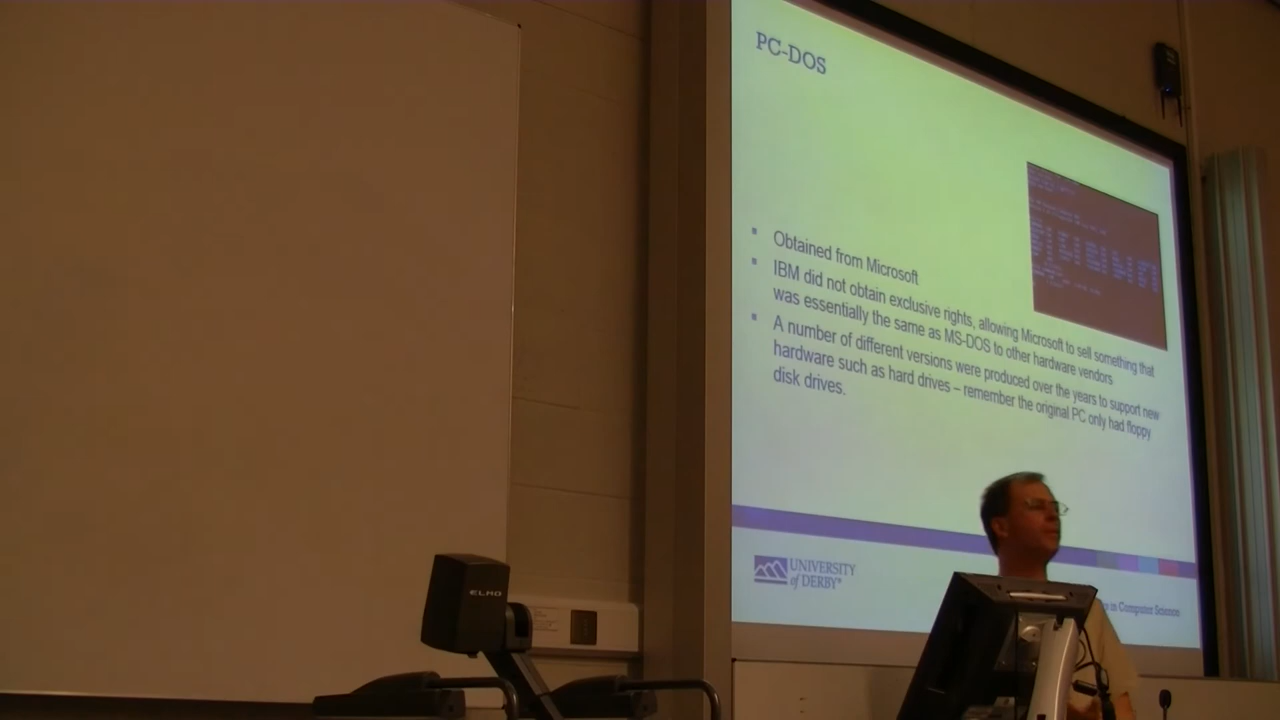 PC-DOS
Obtained from Microsoft
IBM did not obtain exclusive rights, allowing Microsoft to sell something that
was essentially the same as MS-DOS to other hardware vendors
A number of different versions were produced over the years to support new
hardware such as hard drives – remember the original PC only had floppy
disk drives.
UNIVERSITY
of DERBY®
in Computer Science
ELMO